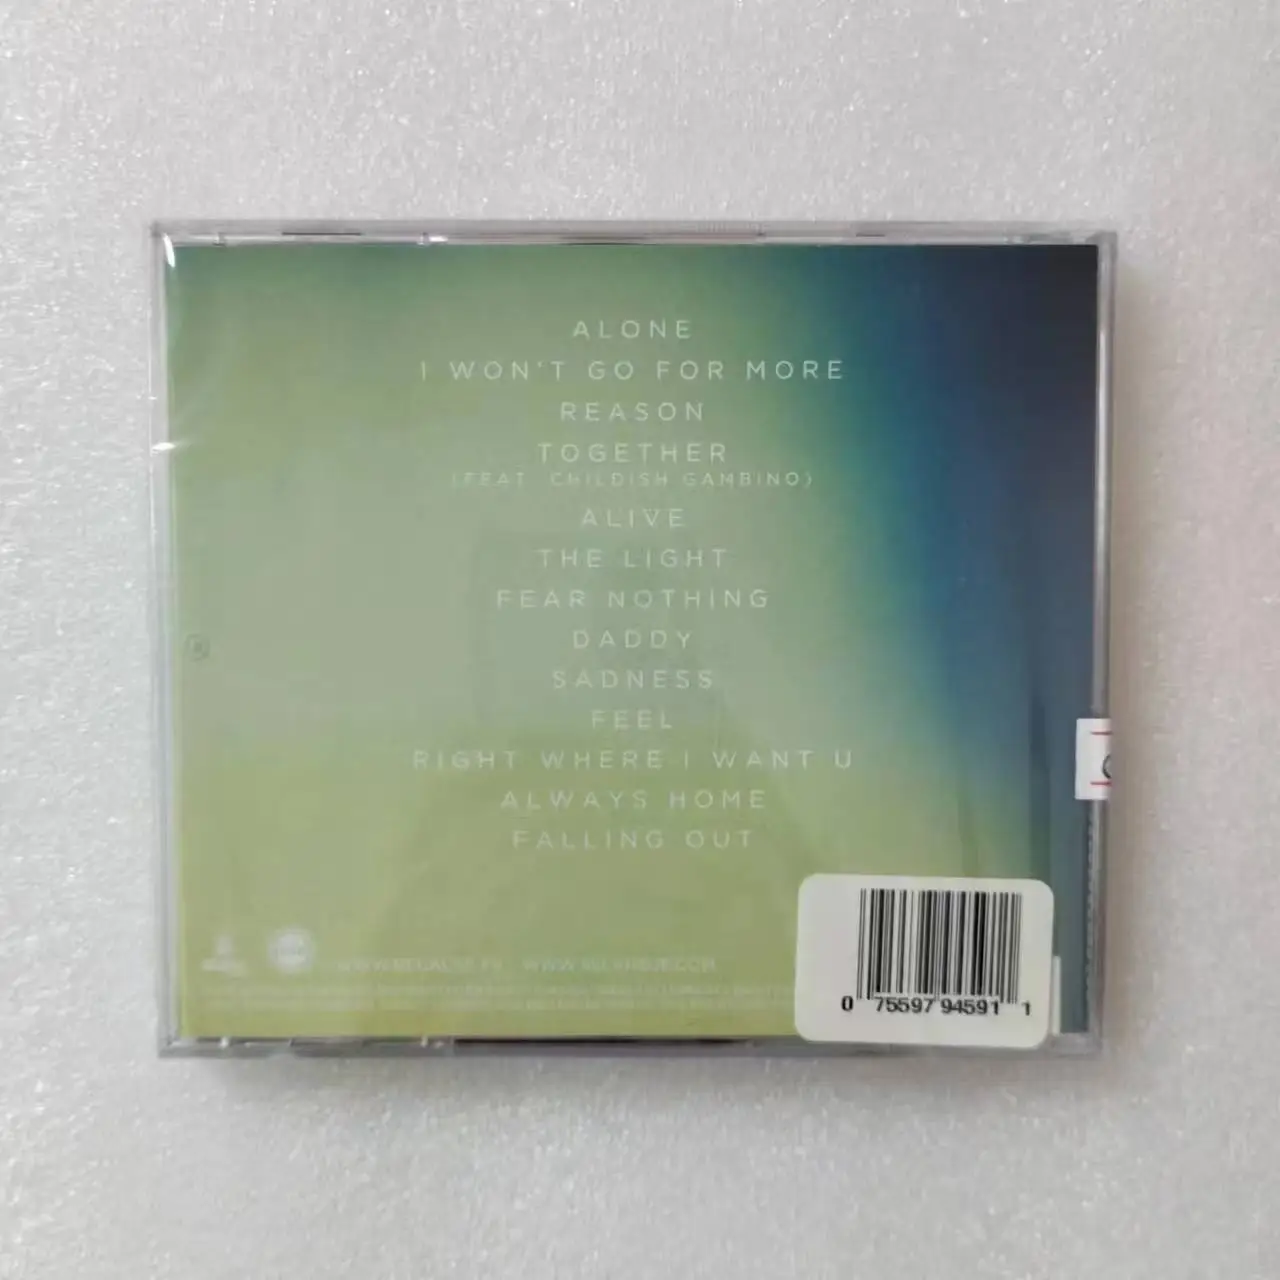 ALONE
I WON'T GO FOR MORE
REASON
TOGETHER
(FEAT. CHILDISH GAMBINO)
ALIVE
THE LIGHT
FEAR NOTHING
DADDY
SADNESS
FEEL
RIGHT WHERE I WANT U
ALWAYS HOME
FALLING OUT
0 75597 94591 1